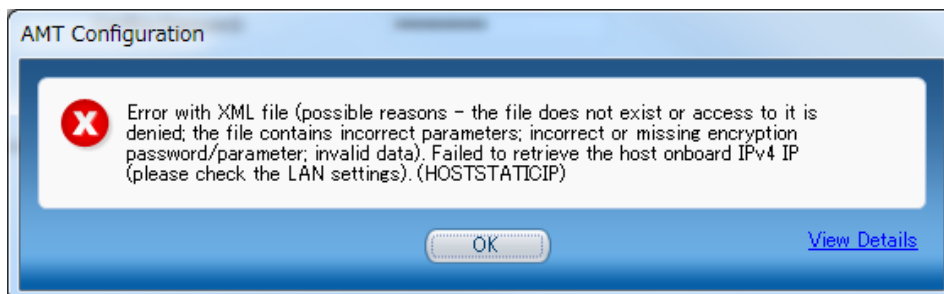 AMT Configuration
Error with XML file (possible reasons - the file does not exist or access to it is
denied; the file contains incorrect parameters; incorrect or missing encryption
password/parameter; invalid data). Failed to retrieve the host onboard IPv4 IP
(please check the LAN settings). (HOSTSTATICIP)
OK
View Details